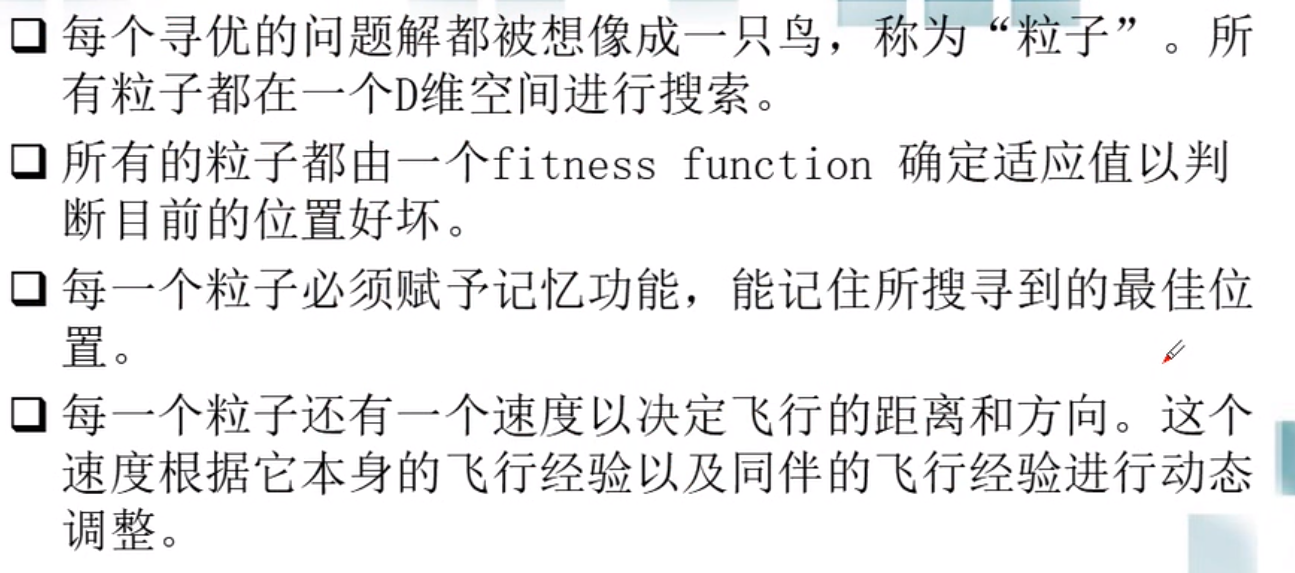 ❑ 每个寻优的问题解都被想像成一只鸟，称为“粒子”。所
有粒子都在一个D维空间进行搜索。
❑ 所有的粒子都由一个fitness function 确定适应值以判
断目前的位置好坏。
❑ 每一个粒子必须赋予记忆功能，能记住所搜寻到的最佳位
置。
❑ 每一个粒子还有一个速度以决定飞行的距离和方向。这个
速度根据它本身的飞行经验以及同伴的飞行经验进行动态
调整。